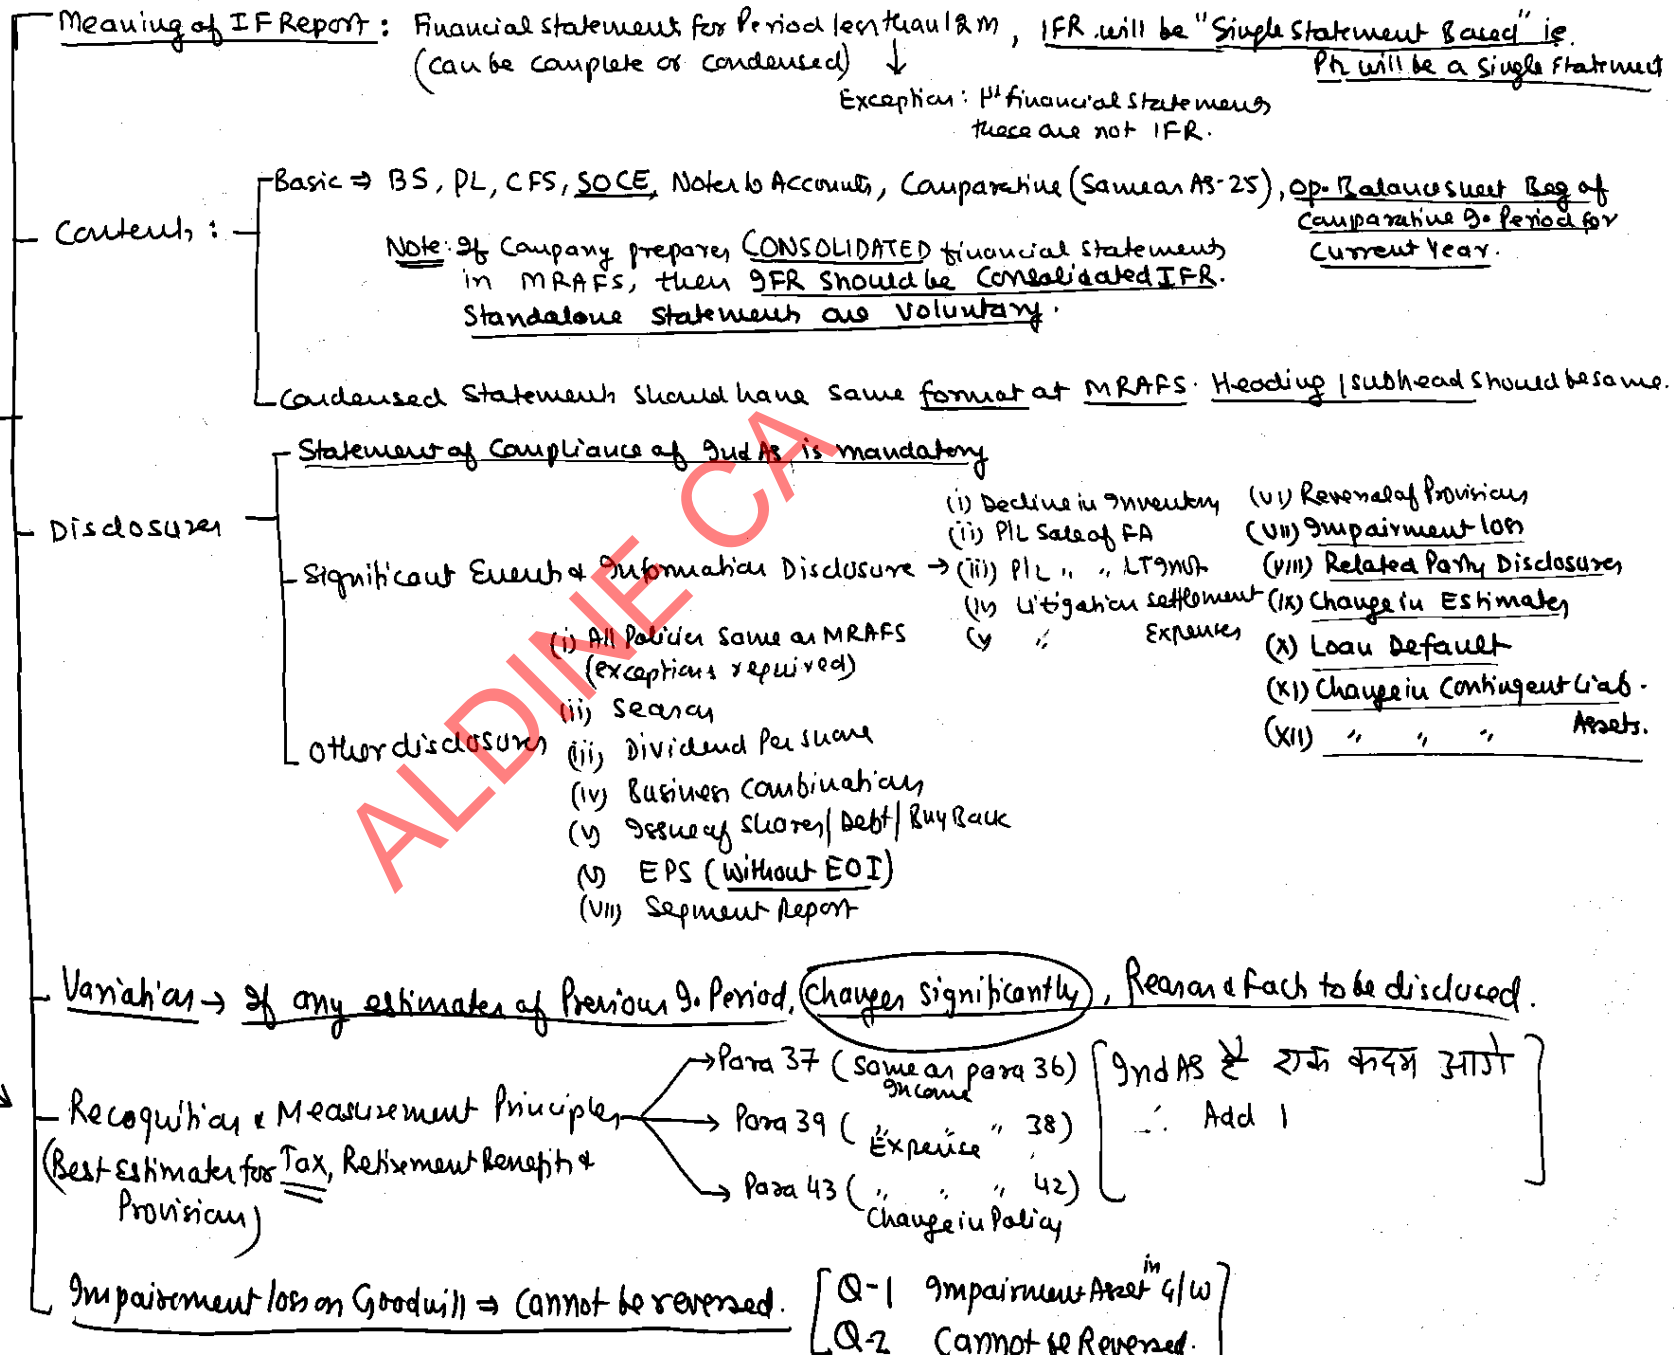 Meaning of IF Report : Financial statement for Period less than 12 m, IFR will be "Single Statement Based" ie.
(can be complete or condensed) P/L will be a single statement
Exception : 1st financial statements
these are not IFR.
Contents :
Basic ⇒ BS, PL, CFS, SOCE, Notes to Accounts, Comparative (Same as AS-25), Op. Balance sheet Beg of
Comparative I. Period for
Current Year.
Note: If Company prepares CONSOLIDATED financial statements
in MRAFS, then IFR should be Consolidated IFR.
Standalone statements are voluntary.
Condensed statements should have same format at MRAFS. Heading / subhead should be same.
Disclosures
Statement of Compliance of Ind AS is mandatory
Significant Events & Information Disclosure →
(i) Decline in Inventory
(ii) P/L Sale of FA
(iii) P/L " " LT Invst
(iv) Litigation settlement
(v) " Expenses
(vi) Reversal of Provisions
(vii) Impairment loss
(viii) Related Party Disclosures
(ix) Change in Estimates
(x) Loan Default
(xi) Change in Contingent Liab.
(xii) " " " Assets.
Other disclosures
(i) All Policies same as MRAFS
(exceptions required)
(ii) Season
(iii) Dividend Per share
(iv) Business Combinations
(v) Issue of Shares/ Debt/ Buy Back
(v) EPS (Without EOI)
(vii) Segment Report
Variations → If any estimates of Previous I. Period, changes significantly, Reason & Fact to be disclosed.
Recognition & Measurement Principles
(Best Estimates for Tax, Retirement Benefits &
Provisions)
→ Para 37 (Same as para 36)
Income
→ Para 39 ( " " " 38)
Expense
→ Para 43 ( " " " 42)
Change in Policy
Ind AS है एक कदम आगे
∴ Add 1
Impairement loss on Goodwill ⇒ Cannot be reversed.
Q-1 Impairment Asset in G/W
Q-2 Cannot be Reversed.
ALDINE CA